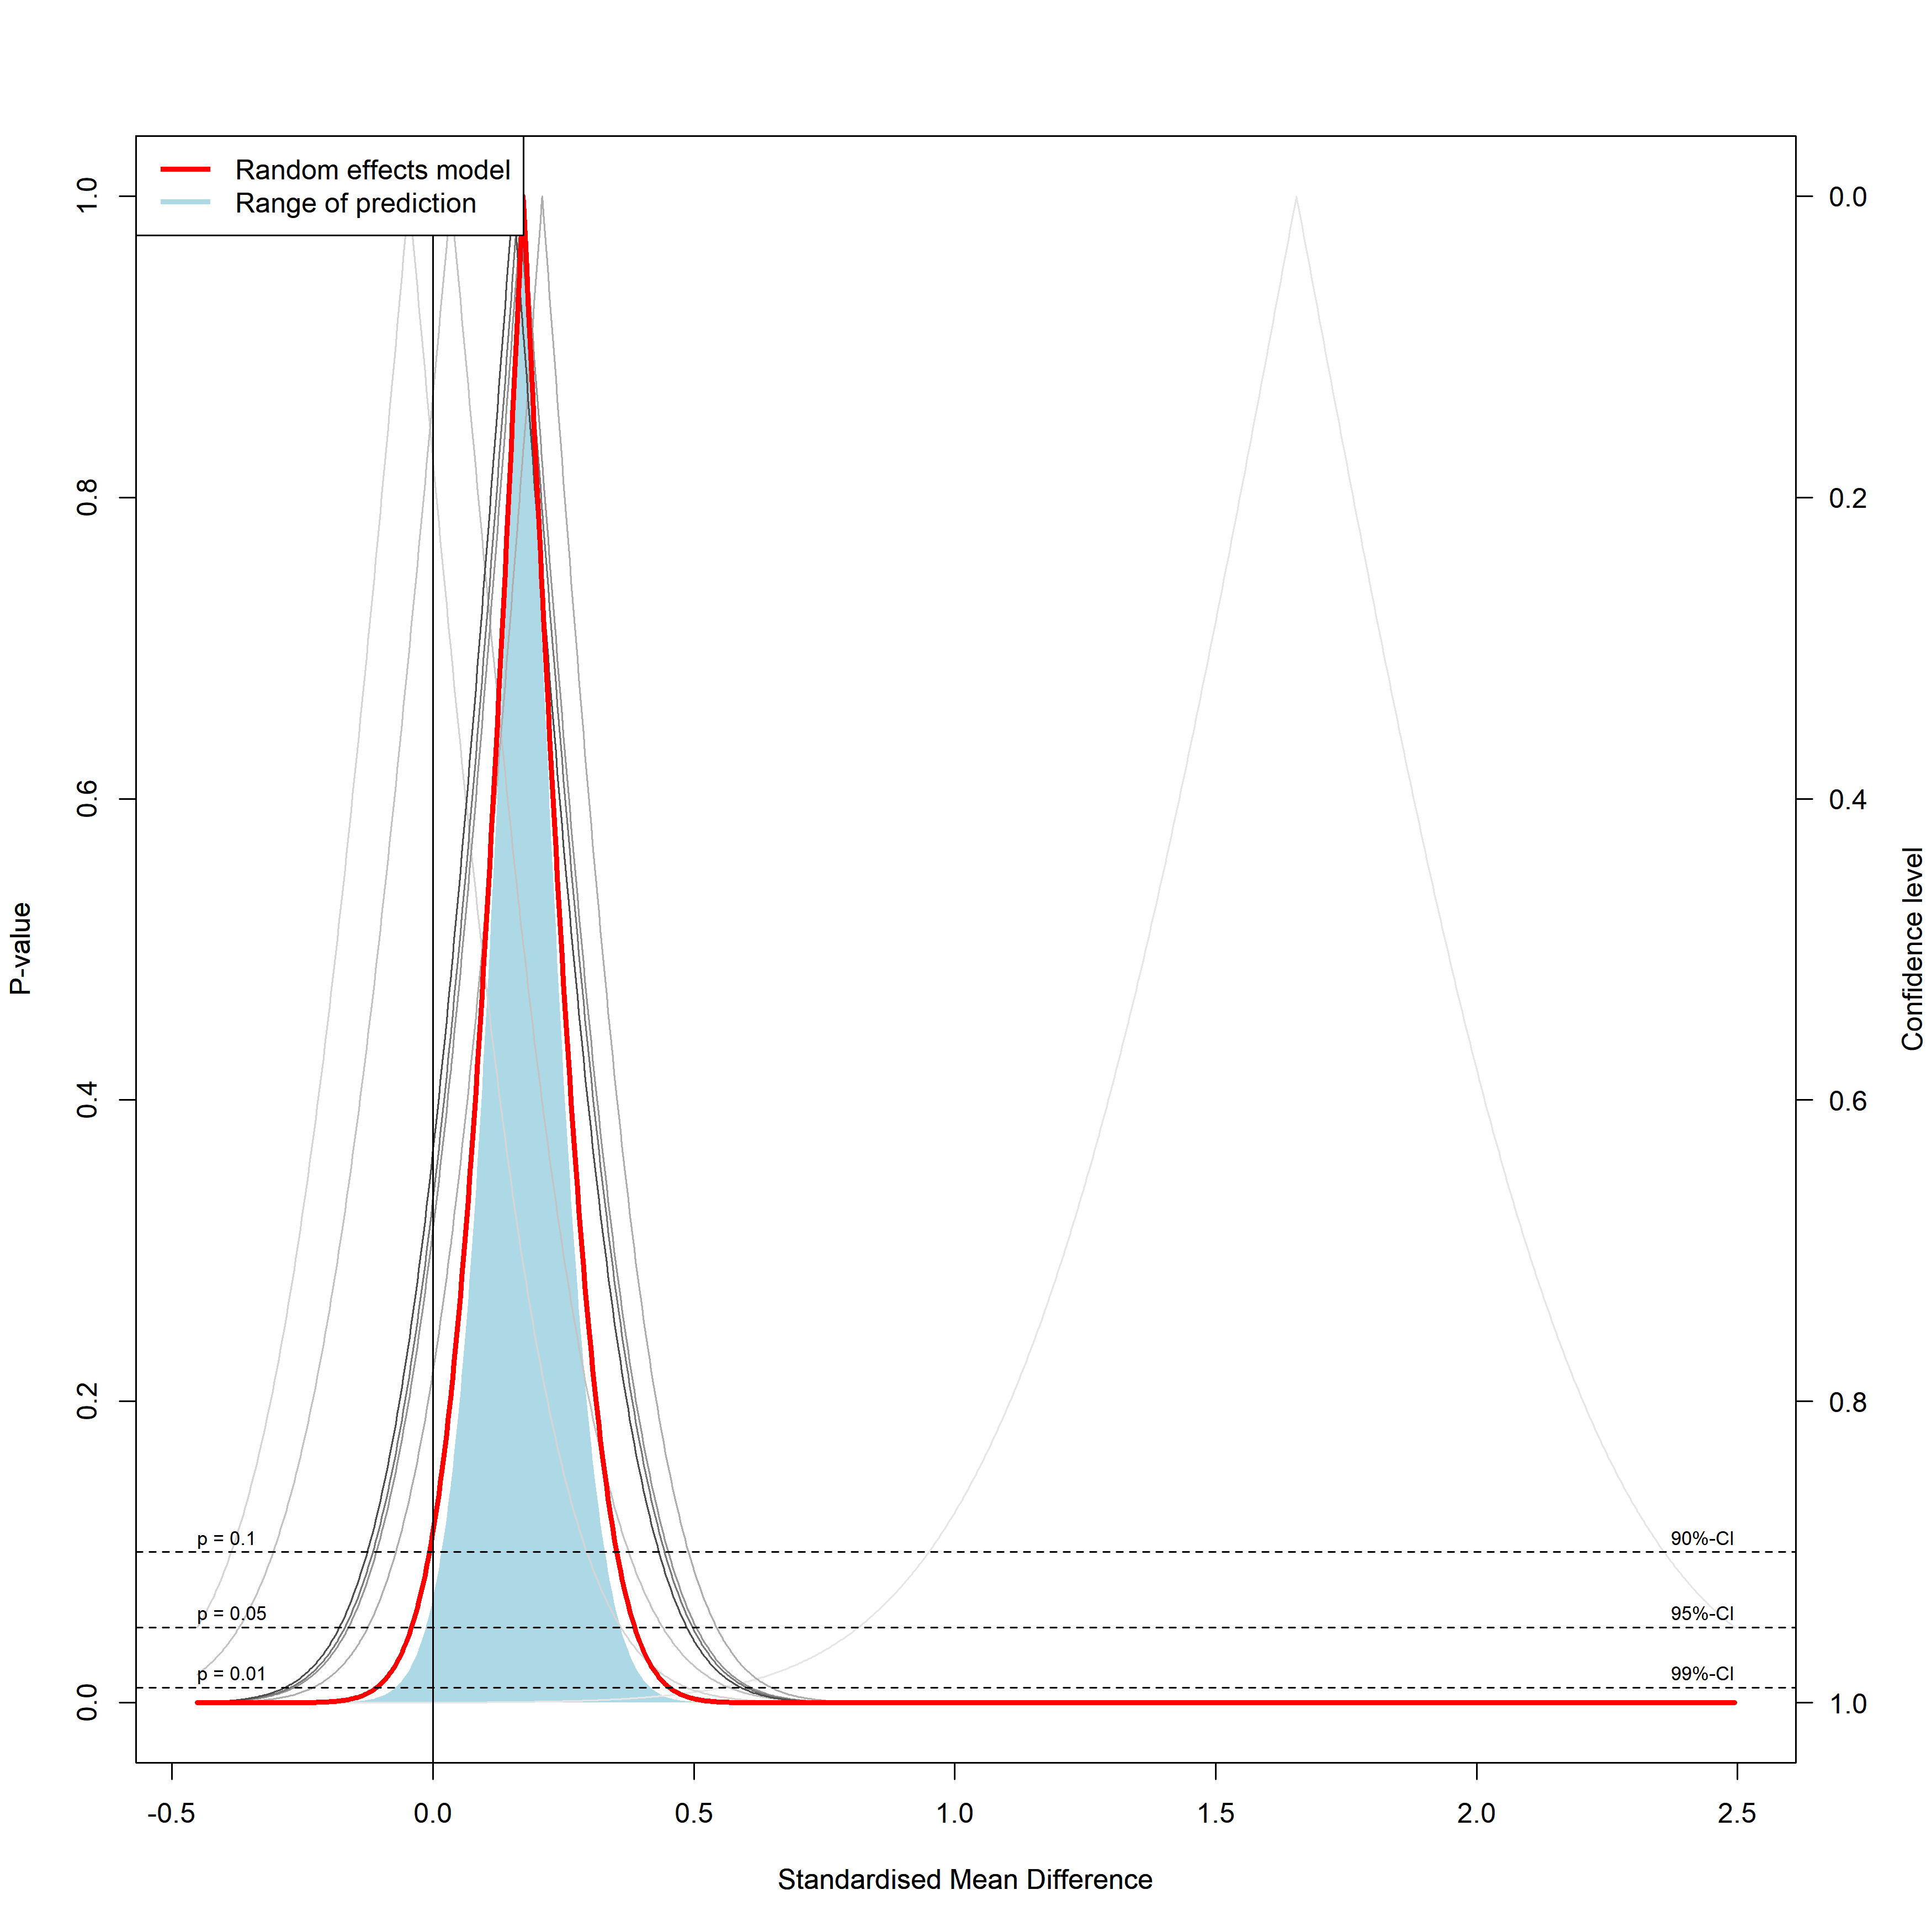 Random effects model
Range of prediction
1.0
0.8
0.6
0.4
0.2
0.0
P-value
0.0
0.2
0.4
0.6
0.8
1.0
Confidence level
p = 0.1
90%-CI
p = 0.05
95%-CI
p = 0.01
99%-CI
-0.5
0.0
0.5
1.0
1.5
2.0
2.5
Standardised Mean Difference